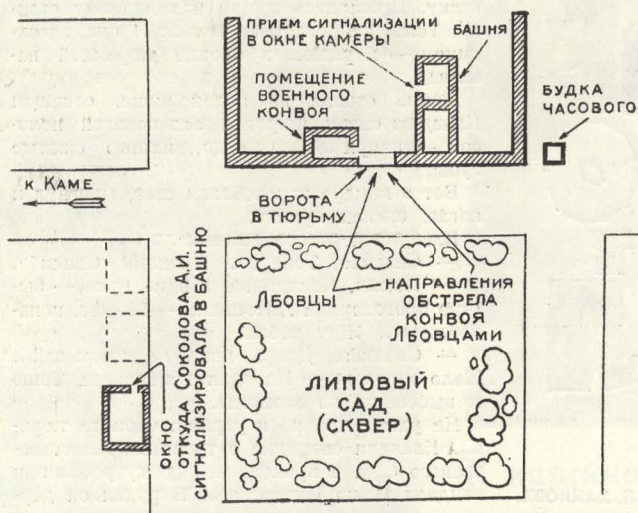 ПРИЕМ СИГНАЛИЗАЦИИ
В ОКНЕ КАМЕРЫ
БАШНЯ
ПОМЕЩЕНИЕ
ВОЕННОГО
КОНВОЯ
БУДКА
ЧАСОВОГО
К КАМЕ
ВОРОТА
В ТЮРЬМУ
ЛБОВЦЫ
НАПРАВЛЕНИЯ
ОБСТРЕЛА
КОНВОЯ
ЛБОВЦАМИ
ОКНО
ОТКУДА СОКОЛОВА А.И.
СИГНАЛИЗИРОВАЛА В БАШНЮ
ЛИПОВЫЙ
САД
(СКВЕР)